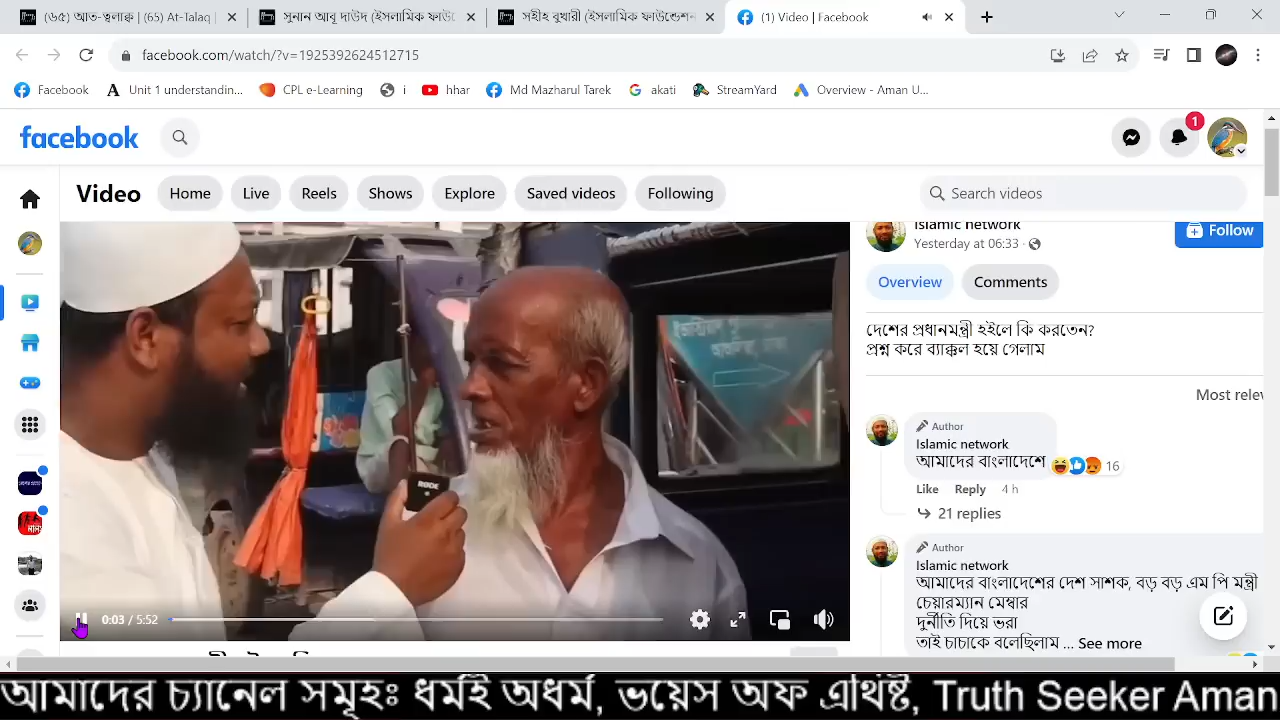 (৬৫) আত-ত্বলাক | (65) At-Talaq |
সুনান আবূ দাউদ (ইসলামিক ফাউ
সহীহ বুখারী (ইসলামিক ফাউন্ডেশন
(1) Video | Facebook
facebook.com/watch/?v=1925392624512715
Facebook
Unit 1 understandin...
CPL e-Learning
i
hhar
Md Mazharul Tarek
akati
StreamYard
Overview - Aman U...
facebook
1
Video
Home
Live
Reels
Shows
Explore
Saved videos
Following
Search videos
Islamic network
Yesterday at 06:33
Follow
Overview
Comments
দেশের প্রধানমন্ত্রী হইলে কি করতেন?
প্রশ্ন করে ব্যাক্কল হয়ে গেলাম
Most relev
Author
Islamic network
আমাদের বাংলাদেশে
16
Like Reply 4 h
21 replies
Author
Islamic network
আমাদের বাংলাদেশের দেশ সাশক, বড় বড় এম পি মন্ত্রী
চেয়ারম্যান মেম্বার
দুর্নীতি দিয়ে ভরা
তাই চাচাকে বলেছিলাম ... See more
RODE
0:03 / 5:52
আমাদের চ্যানেল সমূহঃ ধর্মই অধর্ম, ভয়েস অফ এথিষ্ট, Truth Seeker Aman